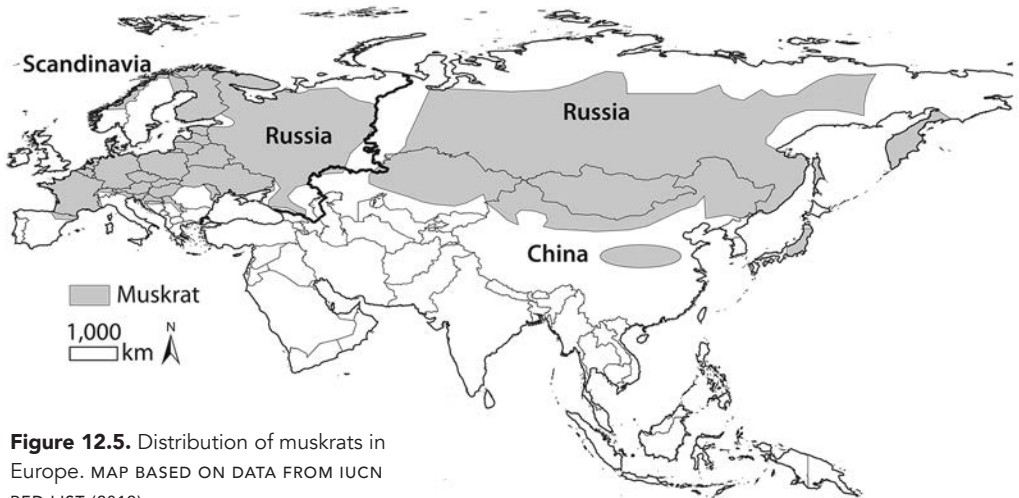 Scandinavia
Russia
Russia
China
Muskrat
1,000
km
N
Figure 12.5. Distribution of muskrats in
Europe. MAP BASED ON DATA FROM IUCN